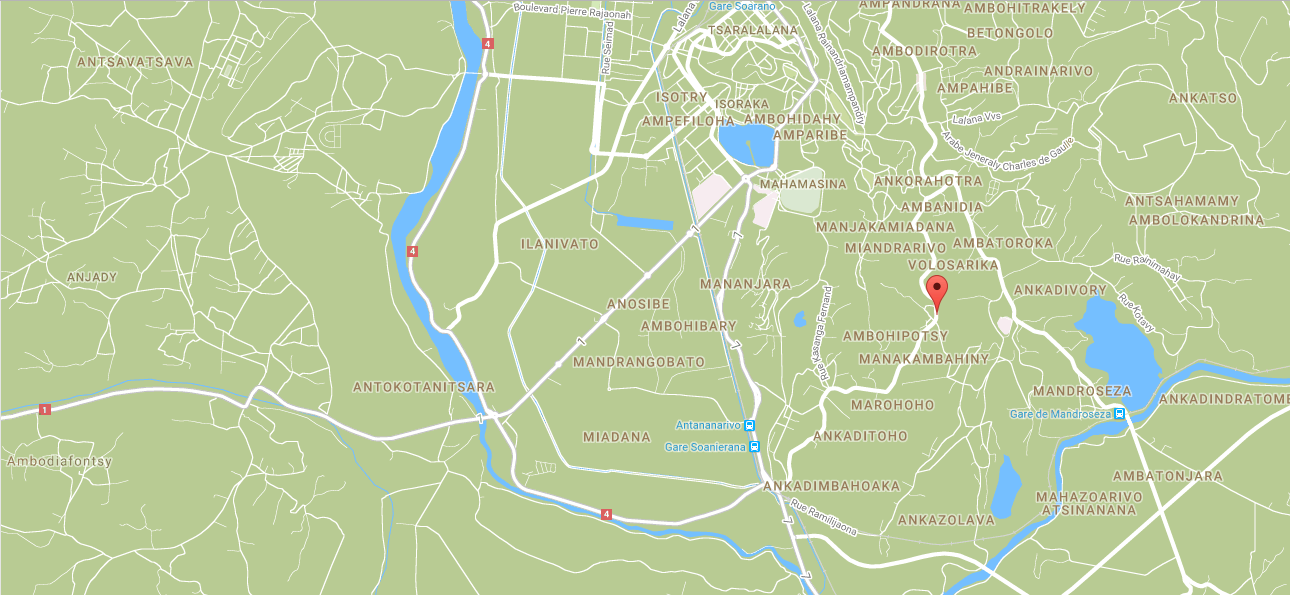 Boulevard Pierre Rajaonah
Gare Soarano
AMPANDRANA
AMBOHITRAKELY
Lalana
TSARALALANA
BETONGOLO
Rue Seimad
4
Lalana Rainandriamampandry
AMBODIROTRA
ANTSAVATSAVA
ANDRAINARIVO
AMPAHIBE
ISOTRY
ISORAKA
ANKATSO
AMPEFILOHA
AMBOHIDAHY
Lalana Vvs
AMPARIBE
Arabe Jeneraly Charles de Gaulle
MAHAMASINA
ANKORAHOTRA
AMBANIDIA
ANTSAHAMAMY
AMBOLOKANDRINA
1
7
MANJAKAMIADANA
ILANIVATO
MIANDRARIVO
AMBATOROKA
4
VOLOSARIKA
Rue Rainimahay
ANJADY
MANANJARA
ANKADIVORY
ANOSIBE
Rue Kotavy
AMBOHIBARY
Rue Kasanga Fernand
AMBOHIPOTSY
1
7
MANDRANGOBATO
MANAKAMBAHINY
ANTOKOTANITSARA
MANDROSEZA
ANKADINDRATOMB
1
7
MAROHOHO
Gare de Mandroseza
Antananarivo
MIADANA
ANKADITOHO
Gare Soanierana
Ambodiafontsy
AMBATONJARA
ANKADIMBAHOAKA
MAHAZOARIVO
ATSINANANA
4
Rue Ramilijaona
7
ANKAZOLAVA
7